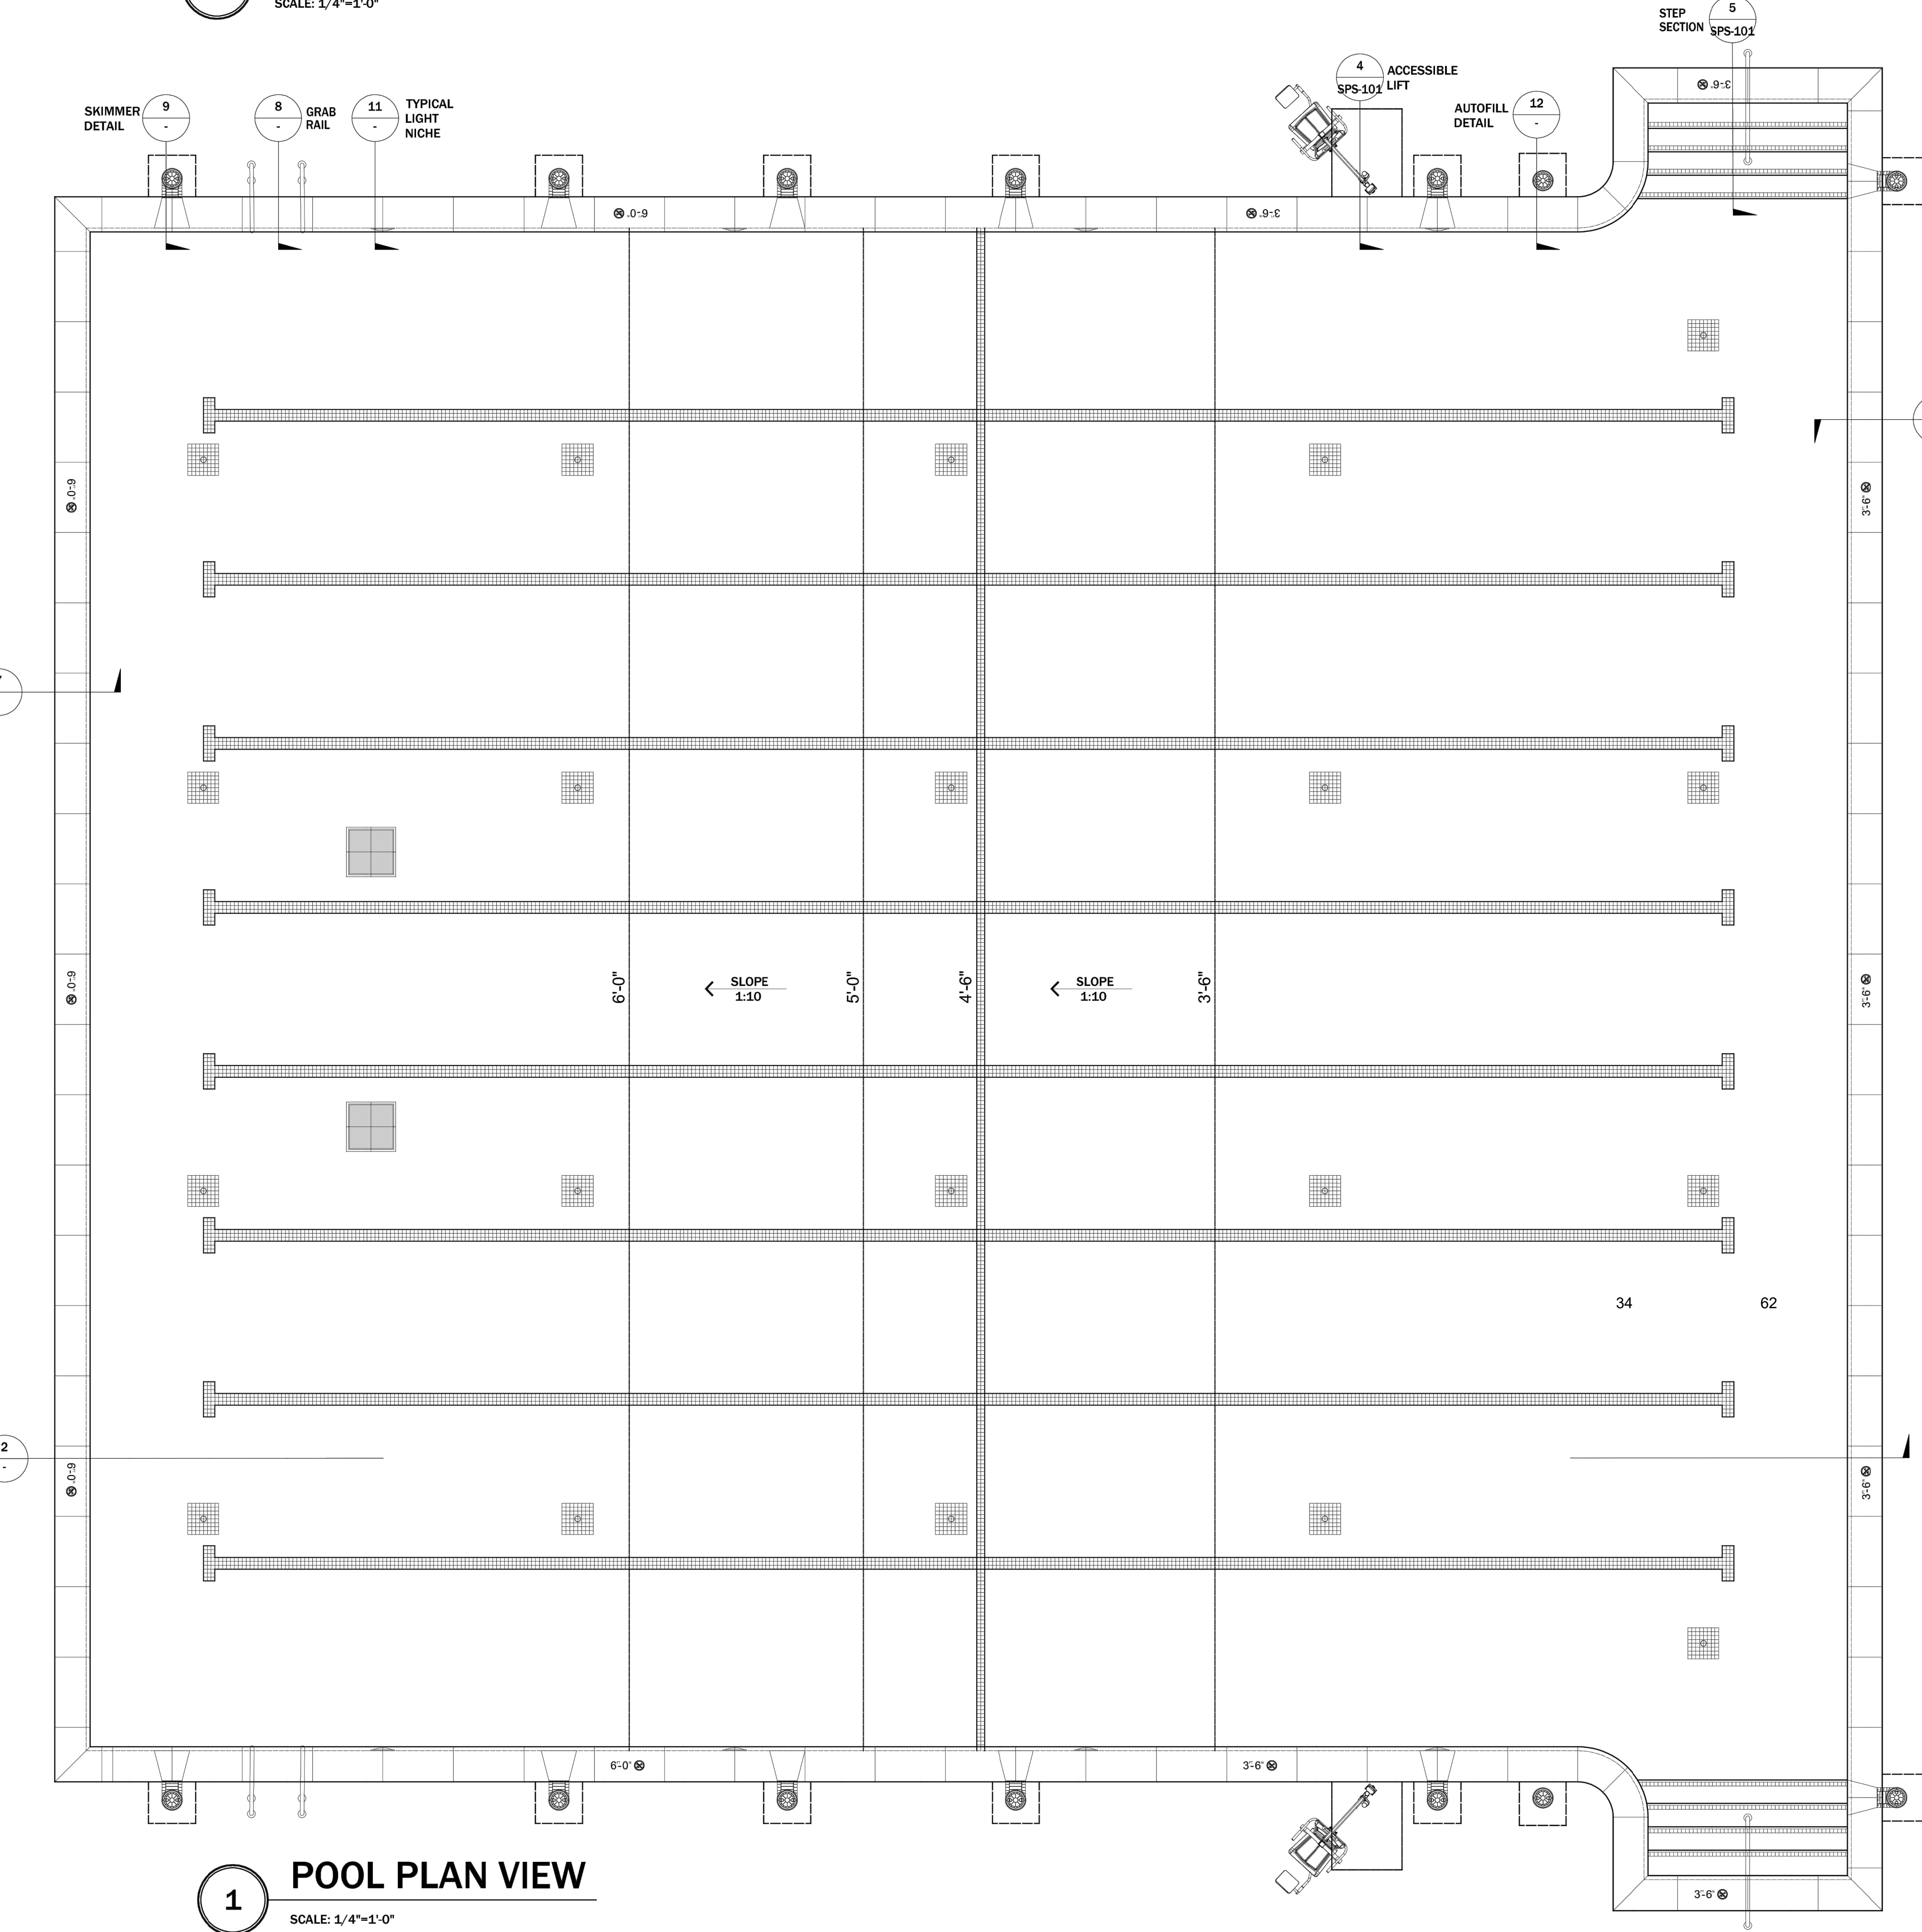 SCALE: 1/4"=1'-0"
STEP
SECTION
5
SPS-101
3'-6"
4
SPS-101
ACCESSIBLE
LIFT
SKIMMER
DETAIL
9
-
8
-
GRAB
RAIL
11
-
TYPICAL
LIGHT
NICHE
AUTOFILL
DETAIL
12
-
6'-0"
3'-6"
6'-0"
3'-6"
6'-0"
6'-0"
SLOPE
1:10
5'-0"
4'-6"
SLOPE
1:10
3'-6"
3'-6"
34
62
2
-
6'-0"
3'-6"
6'-0"
3'-6"
3'-6"
1
POOL PLAN VIEW
SCALE: 1/4"=1'-0"